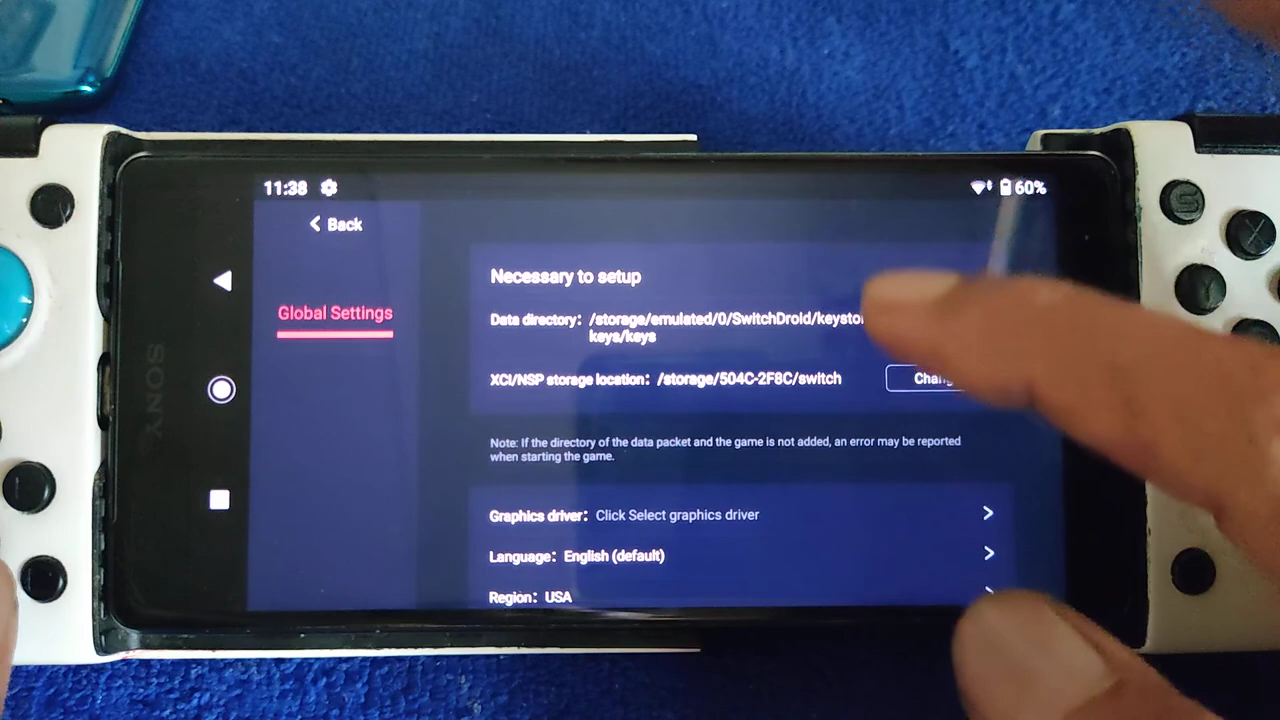 11:38
60%
Back
Global Settings
Necessary to setup
Data directory: /storage/emulated/0/SwitchDroid/keysto
keys/keys
XCI/NSP storage location: /storage/504C-2F8C/switch
Chang
Note: If the directory of the data packet and the game is not added, an error may be reported
when starting the game.
Graphics driver: Click Select graphics driver
Language: English (default)
Region: USA
SONY
S
X